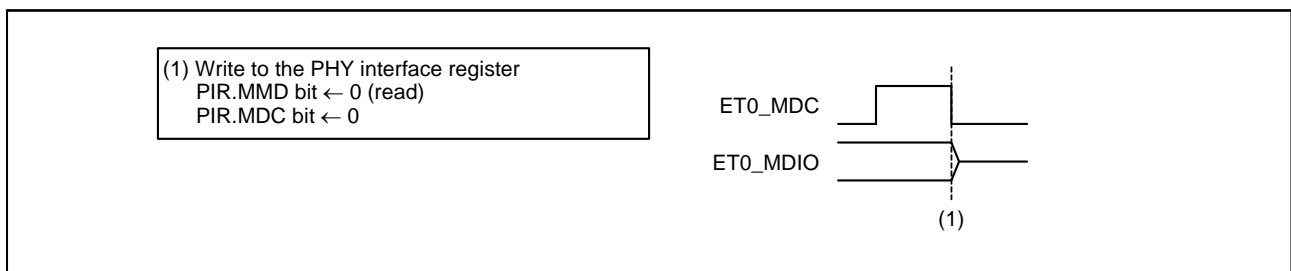 (1) Write to the PHY interface register
PIR.MMD bit ← 0 (read)
PIR.MDC bit ← 0
ET0_MDC
ET0_MDIO
(1)